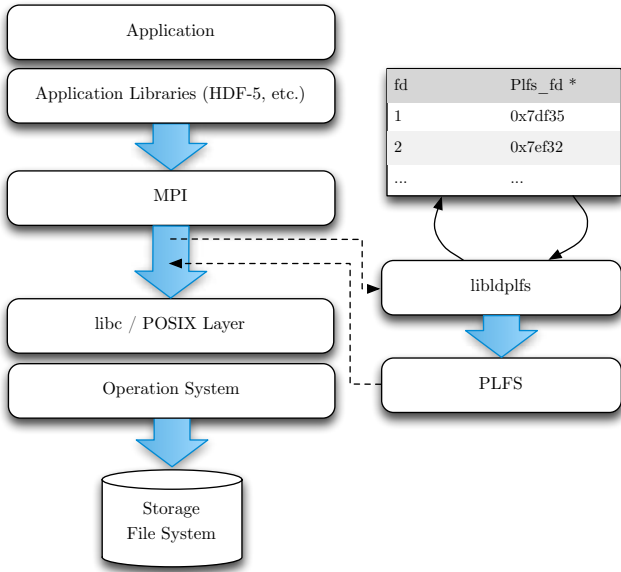 Application
Application Libraries (HDF-5, etc.)
MPI
libc / POSIX Layer
Operation System
Storage
File System
fd Plfs_fd *
1 0x7df35
2 0x7ef32
... ...
libldplfs
PLFS